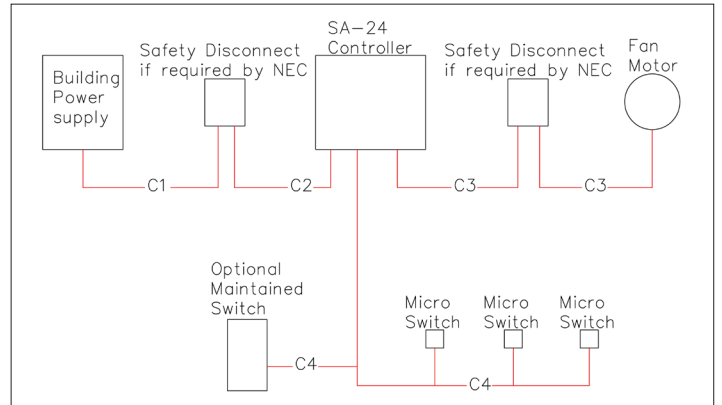 SA-24
Controller
Safety Disconnect
if required by NEC
Safety Disconnect
if required by NEC
Fan
Motor
Building
Power
supply
C1
C2
C3
C3
Optional
Maintained
Switch
Micro
Switch
Micro
Switch
Micro
Switch
C4
C4